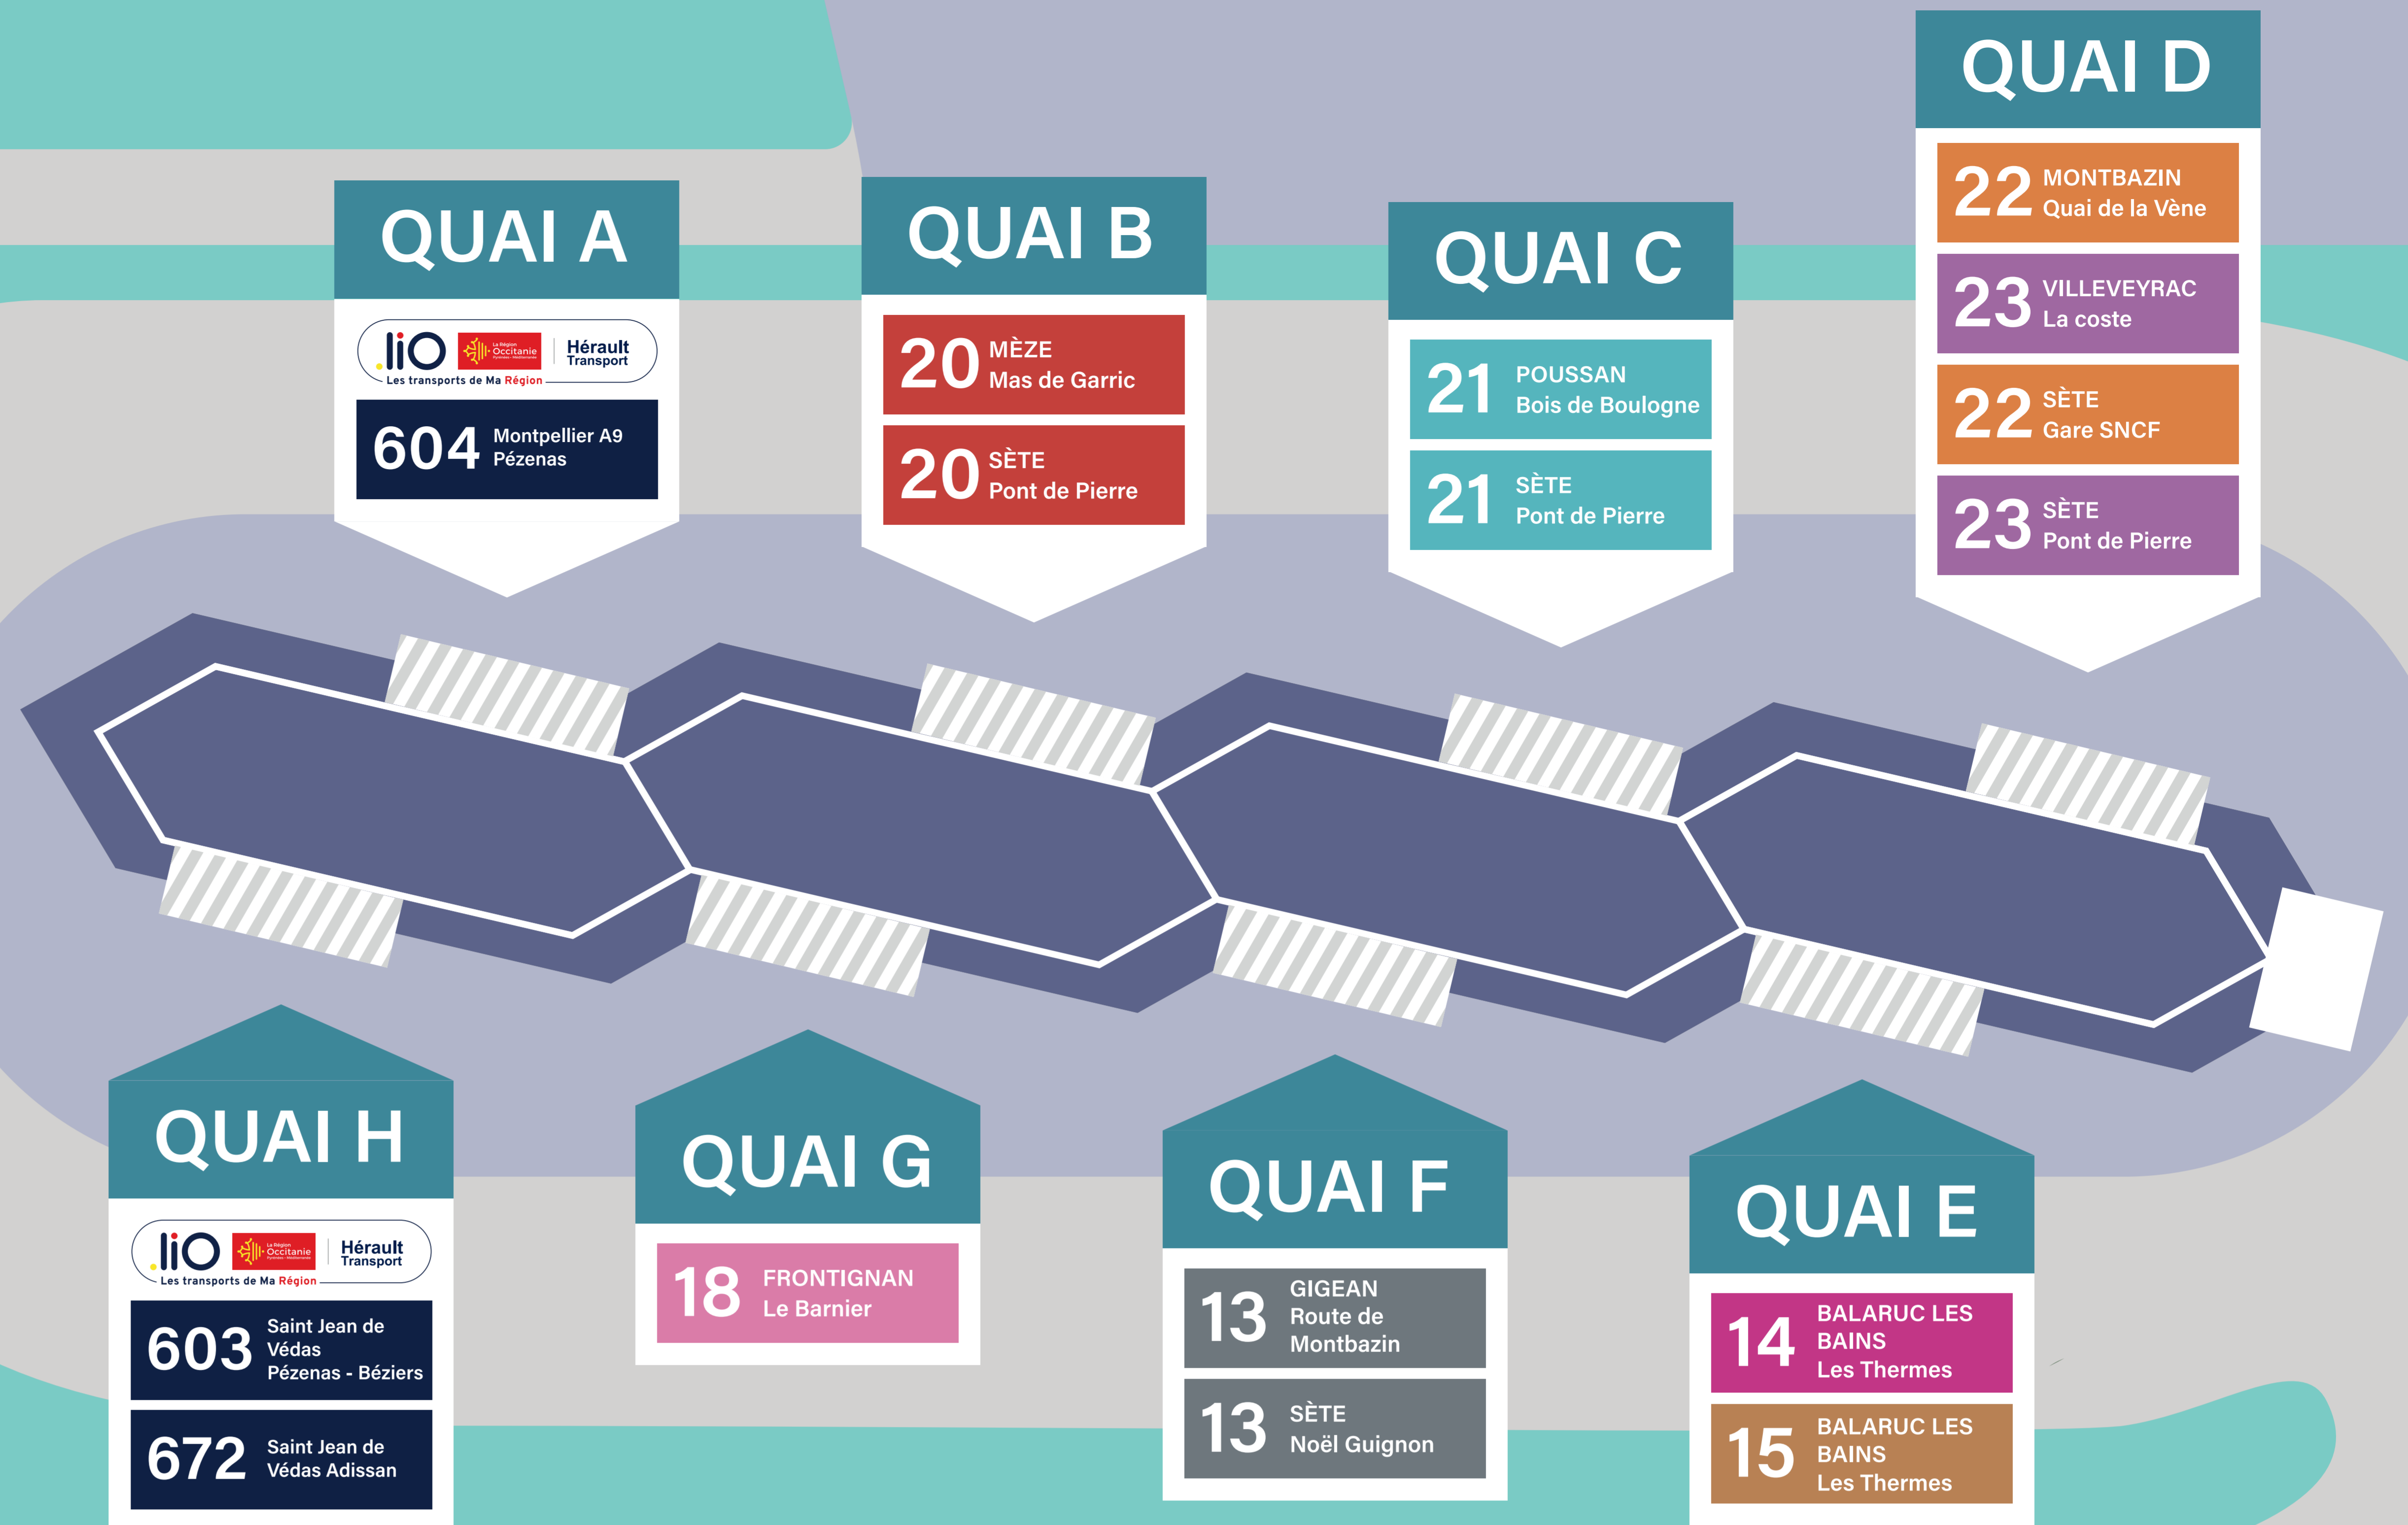 QUAI A
liO
La Région
Occitanie
Pyrénées - Méditerranée
Hérault
Transport
Les transports de Ma Région
604
Montpellier A9
Pézenas
QUAI B
20
MÈZE
Mas de Garric
20
SÈTE
Pont de Pierre
QUAI C
21
POUSSAN
Bois de Boulogne
21
SÈTE
Pont de Pierre
QUAI D
22
MONTBAZIN
Quai de la Vène
23
VILLEVEYRAC
La coste
22
SÈTE
Gare SNCF
23
SÈTE
Pont de Pierre
QUAI H
liO
La Région
Occitanie
Pyrénées - Méditerranée
Hérault
Transport
Les transports de Ma Région
603
Saint Jean de
Védas
Pézenas - Béziers
672
Saint Jean de
Védas Adissan
QUAI G
18
FRONTIGNAN
Le Barnier
QUAI F
13
GIGEAN
Route de
Montbazin
13
SÈTE
Noël Guignon
QUAI E
14
BALARUC LES
BAINS
Les Thermes
15
BALARUC LES
BAINS
Les Thermes